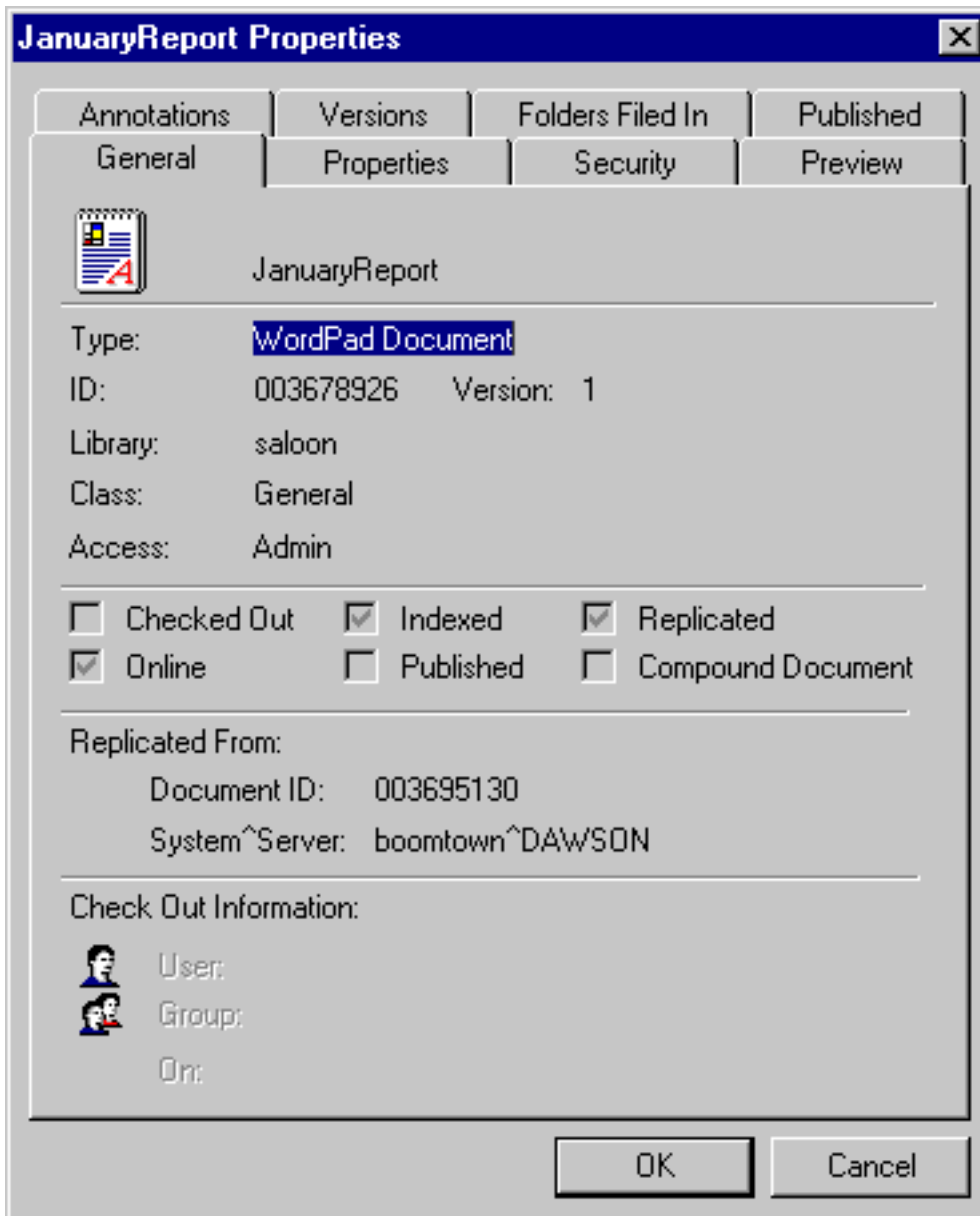 JanuaryReport Properties
Annotations Versions Folders Filed In Published
General Properties Security Preview
JanuaryReport
Type: WordPad Document
ID: 003678926 Version: 1
Library: saloon
Class: General
Access: Admin
Checked Out Indexed Replicated
Online Published Compound Document
Replicated From:
Document ID: 003695130
System^Server: boomtown^DAWSON
Check Out Information:
User:
Group:
On:
OK Cancel